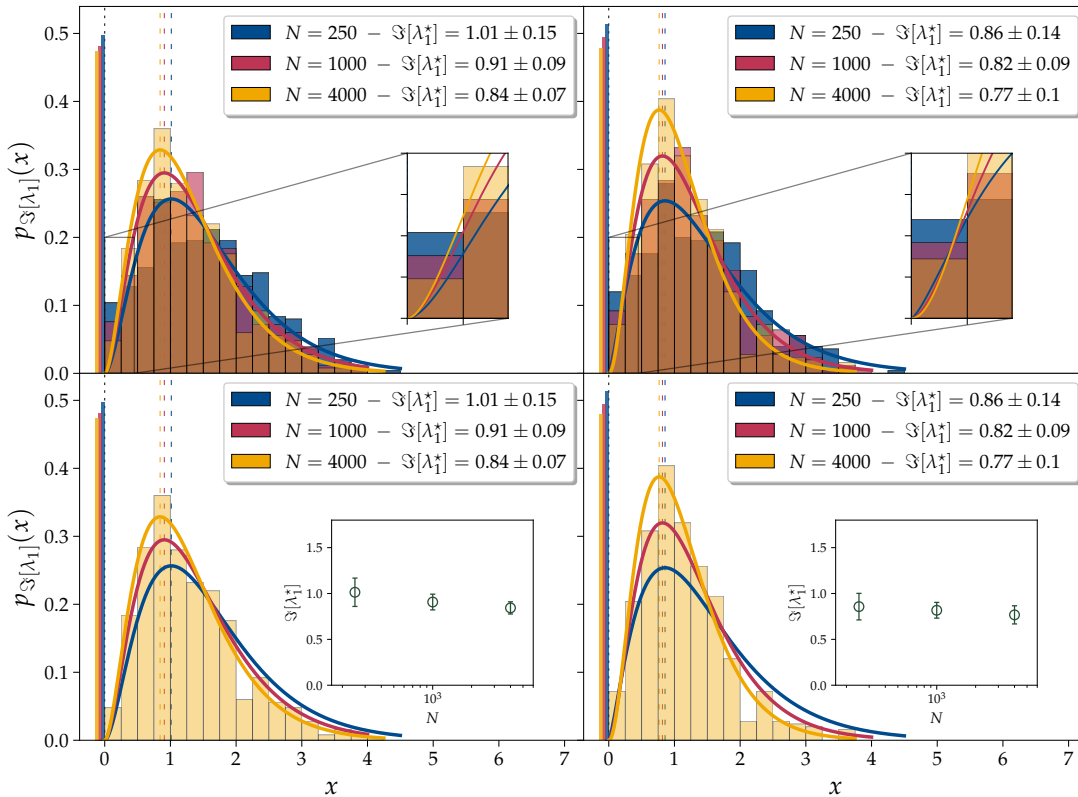 N = 250 − ℑ[λ₁⋆] = 1.01 ± 0.15
N = 1000 − ℑ[λ₁⋆] = 0.91 ± 0.09
N = 4000 − ℑ[λ₁⋆] = 0.84 ± 0.07
N = 250 − ℑ[λ₁⋆] = 0.86 ± 0.14
N = 1000 − ℑ[λ₁⋆] = 0.82 ± 0.09
N = 4000 − ℑ[λ₁⋆] = 0.77 ± 0.1
p_ℑ[λ₁](x)
0.5
0.4
0.3
0.2
0.1
0.0
N = 250 − ℑ[λ₁⋆] = 1.01 ± 0.15
N = 1000 − ℑ[λ₁⋆] = 0.91 ± 0.09
N = 4000 − ℑ[λ₁⋆] = 0.84 ± 0.07
N = 250 − ℑ[λ₁⋆] = 0.86 ± 0.14
N = 1000 − ℑ[λ₁⋆] = 0.82 ± 0.09
N = 4000 − ℑ[λ₁⋆] = 0.77 ± 0.1
p_ℑ[λ₁](x)
0.5
0.4
0.3
0.2
0.1
0.0
ℑ[λ₁⋆]
1.5
1.0
0.5
0.0
10³
N
ℑ[λ₁⋆]
1.5
1.0
0.5
0.0
10³
N
0 1 2 3 4 5 6 7
x
0 1 2 3 4 5 6 7
x